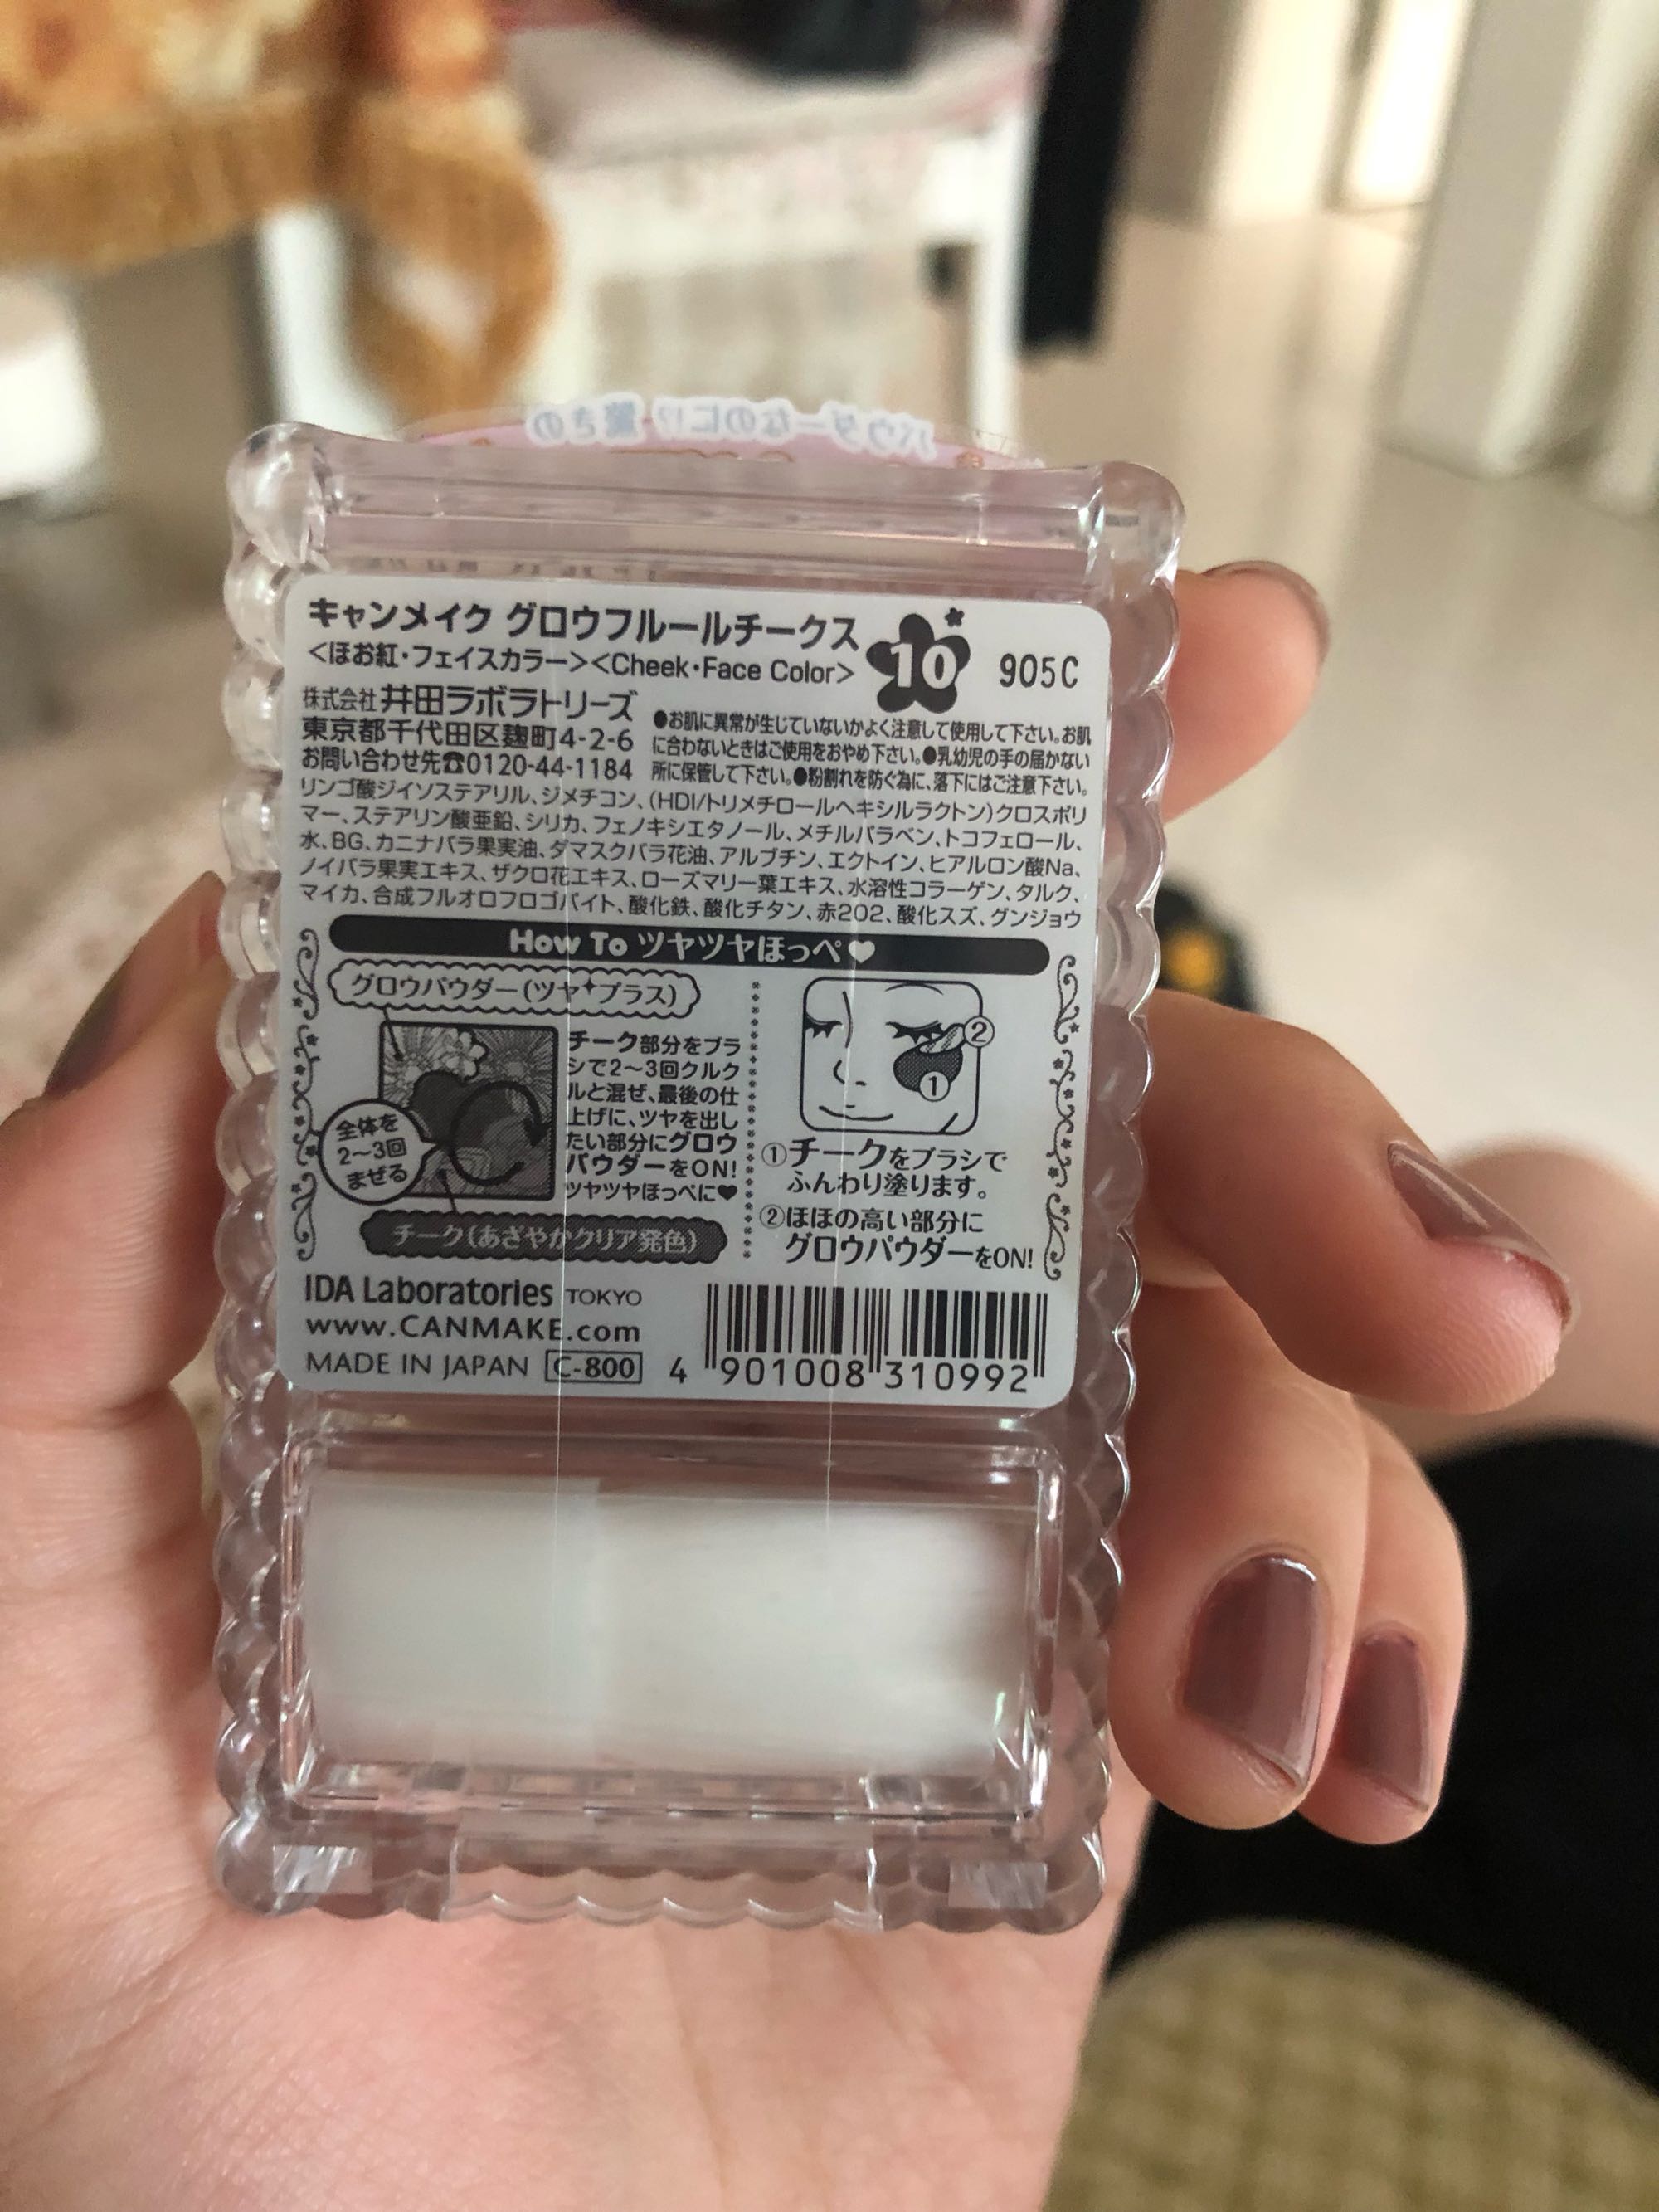 パウダーなのに!? 驚きの
キャンメイク グロウフルールチークス
<ほお紅・フェイスカラー><Cheek・Face Color>
10 905C
株式会社 井田ラボラトリーズ
東京都千代田区麹町4-2-6
お問い合わせ先☎0120-44-1184
●お肌に異常が生じていないかよく注意して使用して下さい。お肌
に合わないときはご使用をおやめ下さい。●乳幼児の手の届かない
所に保管して下さい。●粉割れを防ぐ為に、落下にはご注意下さい。
リンゴ酸ジイソステアリル、ジメチコン、(HDI/トリメチロールヘキシルラクトン)クロスポリ
マー、ステアリン酸亜鉛、シリカ、フェノキシエタノール、メチルパラベン、トコフェロール、
水、BG、カニナバラ果実油、ダマスクバラ花油、アルブチン、エクトイン、ヒアルロン酸Na、
ノイバラ果実エキス、ザクロ花エキス、ローズマリー葉エキス、水溶性コラーゲン、タルク、
マイカ、合成フルオロフロゴパイト、酸化鉄、酸化チタン、赤202、酸化スズ、グンジョウ
How To ツヤツヤほっぺ♥
グロウパウダー(ツヤ✦プラス)
チーク部分をブラ
シで2〜3回クルク
ルと混ぜ、最後の仕
上げに、ツヤを出し
たい部分にグロウ
パウダーをON!
ツヤツヤほっぺに♥
全体を
2〜3回
まぜる
チーク(あざやかクリア発色)
②
①
①チークをブラシで
ふんわり塗ります。
②ほほの高い部分に
グロウパウダーをON!
IDA Laboratories TOKYO
www.CANMAKE.com
MADE IN JAPAN C-800
4 901008 310992